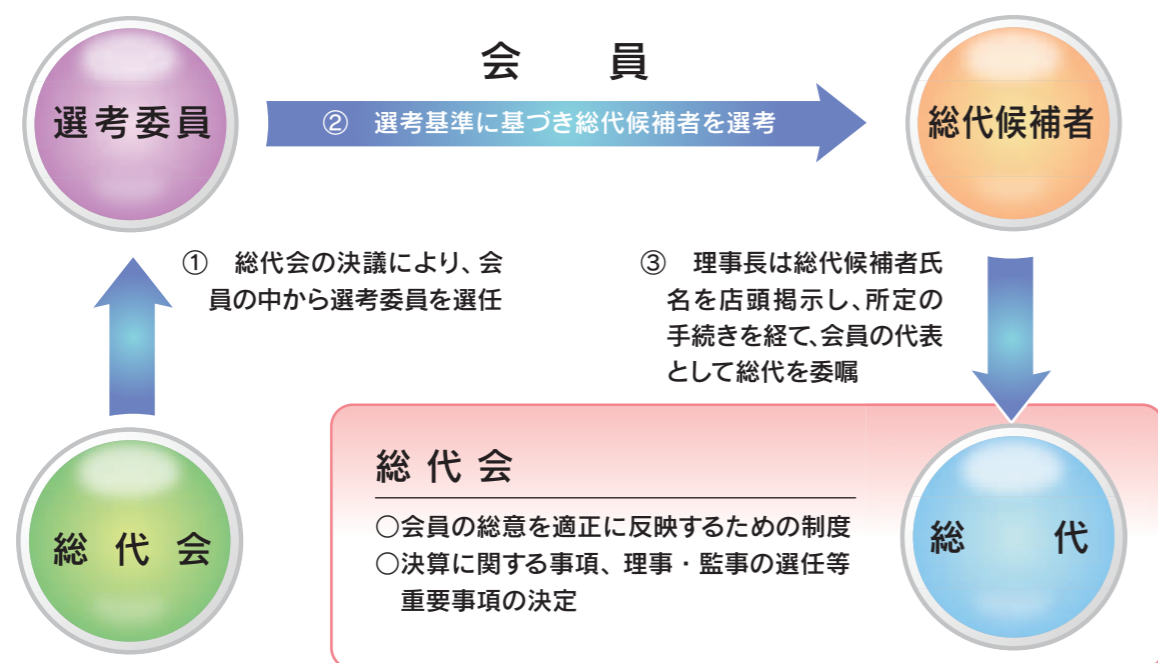 会　員
選考委員
② 選考基準に基づき総代候補者を選考
総代候補者
① 総代会の決議により、会
員の中から選考委員を選任
③ 理事長は総代候補者氏
名を店頭掲示し、所定の
手続きを経て、会員の代表
として総代を委嘱
総代会
総代会
○会員の総意を適正に反映するための制度
○決算に関する事項、理事・監事の選任等
重要事項の決定
総　代